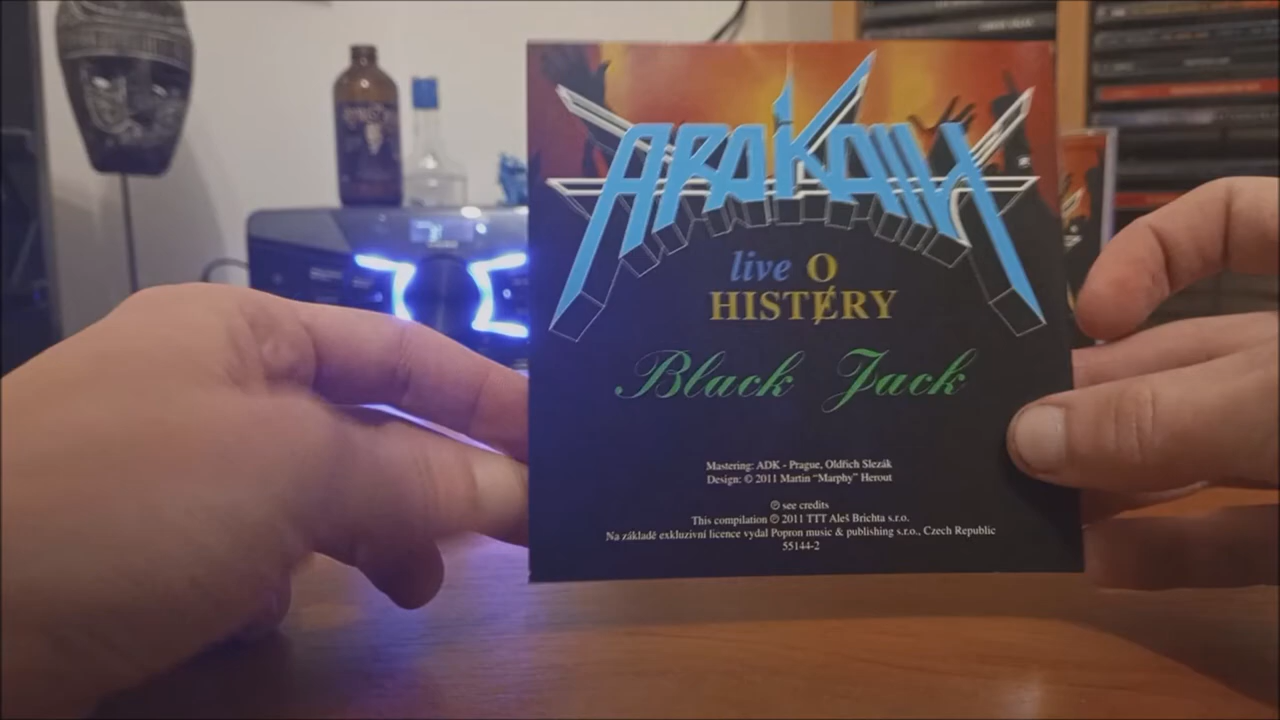 ARAKAIN
live O
HISTERY
Black Jack
Mastering: ADK - Prague, Oldřich Slezák
Design: © 2011 Martin “Marphy” Herout
℗ see credits
This compilation ℗ 2011 TTT Aleš Brichta s.r.o.
Na základě exkluzivní licence vydal Popron music & publishing s.r.o., Czech Republic
55144-2